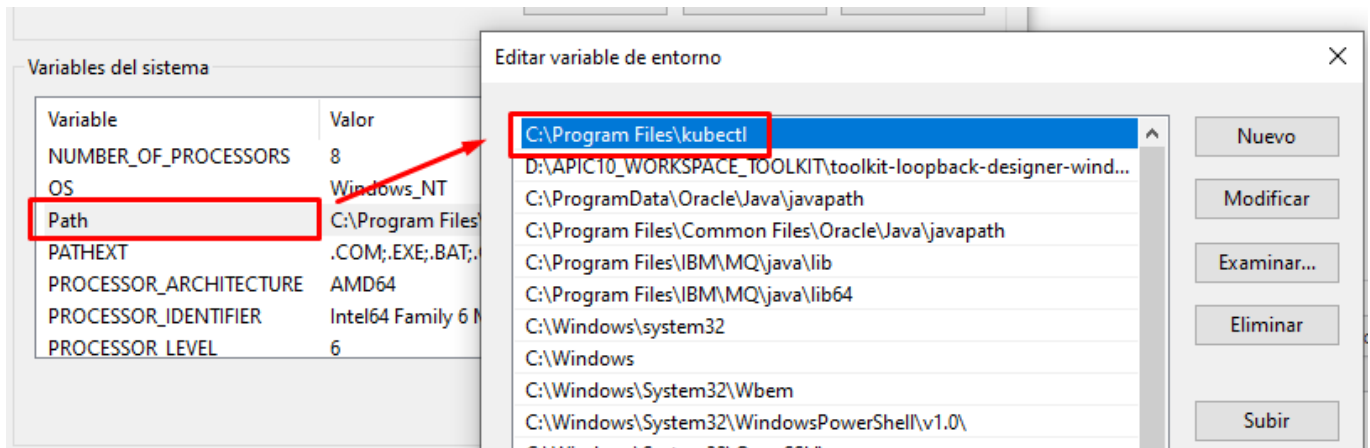 Variables del sistema
Variable Valor
NUMBER_OF_PROCESSORS 8
OS Windows_NT
Path C:\Program Files\
PATHEXT .COM;.EXE;.BAT;.
PROCESSOR_ARCHITECTURE AMD64
PROCESSOR_IDENTIFIER Intel64 Family 6 M
PROCESSOR_LEVEL 6
Editar variable de entorno
C:\Program Files\kubectl
D:\APIC10_WORKSPACE_TOOLKIT\toolkit-loopback-designer-wind...
C:\ProgramData\Oracle\Java\javapath
C:\Program Files\Common Files\Oracle\Java\javapath
C:\Program Files\IBM\MQ\java\lib
C:\Program Files\IBM\MQ\java\lib64
C:\Windows\system32
C:\Windows
C:\Windows\System32\Wbem
C:\Windows\System32\WindowsPowerShell\v1.0\
Nuevo
Modificar
Examinar...
Eliminar
Subir